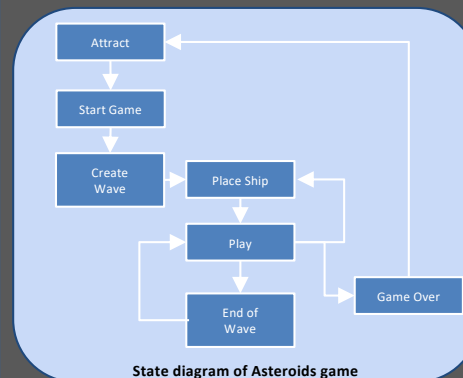 Attract
Start Game
Create
Wave
Place Ship
Play
End of
Wave
Game Over
State diagram of Asteroids game